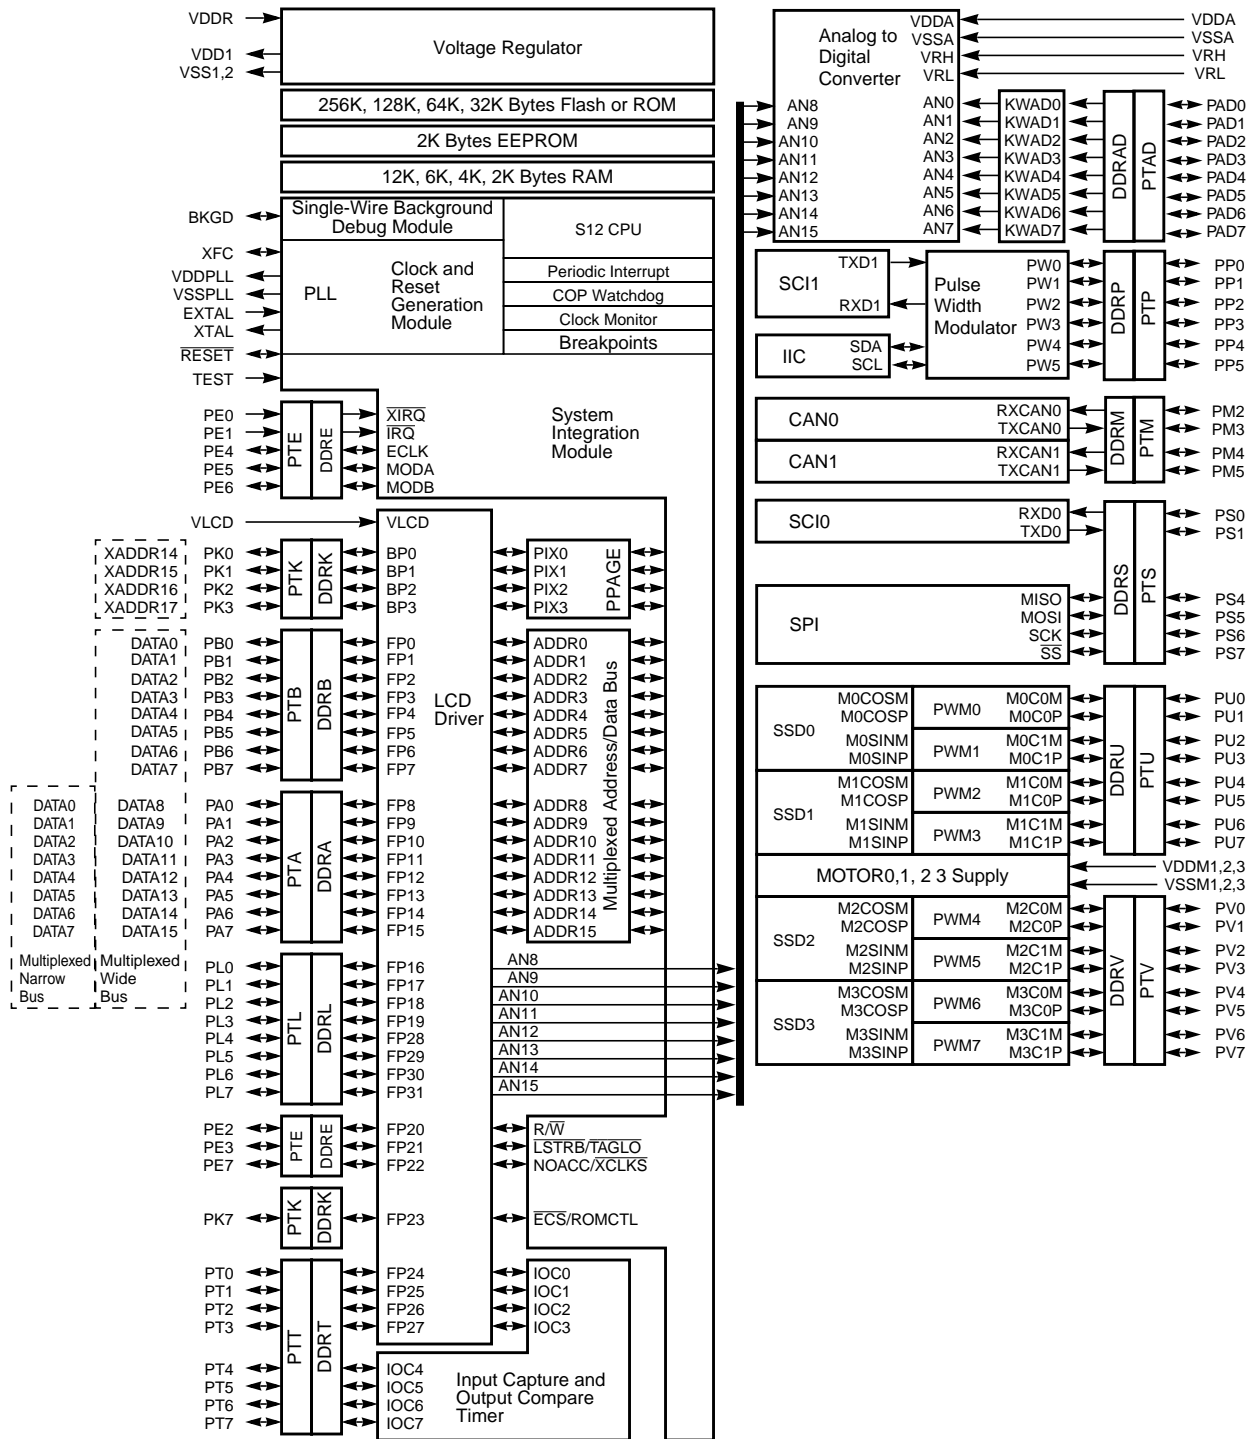 VDDR
VDD1
VSS1,2
Voltage Regulator
256K, 128K, 64K, 32K Bytes Flash or ROM
2K Bytes EEPROM
12K, 6K, 4K, 2K Bytes RAM
BKGD
XFC
VDDPLL
VSSPLL
EXTAL
XTAL
RESET
TEST
Single-Wire Background
Debug Module
PLL
Clock and
Reset
Generation
Module
S12 CPU
Periodic Interrupt
COP Watchdog
Clock Monitor
Breakpoints
System
Integration
Module
PE0
PE1
PE4
PE5
PE6
PTE
DDRE
XIRQ
IRQ
ECLK
MODA
MODB
VLCD
VLCD
XADDR14
XADDR15
XADDR16
XADDR17
PK0
PK1
PK2
PK3
PTK
DDRK
BP0
BP1
BP2
BP3
PIX0
PIX1
PIX2
PIX3
PPAGE
DATA0
DATA1
DATA2
DATA3
DATA4
DATA5
DATA6
DATA7
PB0
PB1
PB2
PB3
PB4
PB5
PB6
PB7
PTB
DDRB
FP0
FP1
FP2
FP3
FP4
FP5
FP6
FP7
LCD
Driver
ADDR0
ADDR1
ADDR2
ADDR3
ADDR4
ADDR5
ADDR6
ADDR7
Multiplexed Address/Data Bus
DATA0
DATA1
DATA2
DATA3
DATA4
DATA5
DATA6
DATA7
Multiplexed
Narrow
Bus
DATA8
DATA9
DATA10
DATA11
DATA12
DATA13
DATA14
DATA15
Multiplexed
Wide
Bus
PA0
PA1
PA2
PA3
PA4
PA5
PA6
PA7
PTA
DDRA
FP8
FP9
FP10
FP11
FP12
FP13
FP14
FP15
ADDR8
ADDR9
ADDR10
ADDR11
ADDR12
ADDR13
ADDR14
ADDR15
PL0
PL1
PL2
PL3
PL4
PL5
PL6
PL7
PTL
DDRL
FP16
FP17
FP18
FP19
FP28
FP29
FP30
FP31
AN8
AN9
AN10
AN11
AN12
AN13
AN14
AN15
PE2
PE3
PE7
PTE
DDRE
FP20
FP21
FP22
R/W
LSTRB/TAGLO
NOACC/XCLKS
PK7
PTK
DDRK
FP23
ECS/ROMCTL
PT0
PT1
PT2
PT3
PT4
PT5
PT6
PT7
PTT
DDRT
FP24
FP25
FP26
FP27
IOC0
IOC1
IOC2
IOC3
IOC4
IOC5
IOC6
IOC7
Input Capture and
Output Compare
Timer
Analog to
Digital
Converter
VDDA
VSSA
VRH
VRL
VDDA
VSSA
VRH
VRL
AN8
AN9
AN10
AN11
AN12
AN13
AN14
AN15
AN0
AN1
AN2
AN3
AN4
AN5
AN6
AN7
KWAD0
KWAD1
KWAD2
KWAD3
KWAD4
KWAD5
KWAD6
KWAD7
DDRAD
PTAD
PAD0
PAD1
PAD2
PAD3
PAD4
PAD5
PAD6
PAD7
SCI1
TXD1
RXD1
IIC
SDA
SCL
Pulse
Width
Modulator
PW0
PW1
PW2
PW3
PW4
PW5
DDRP
PTP
PP0
PP1
PP2
PP3
PP4
PP5
CAN0
RXCAN0
TXCAN0
CAN1
RXCAN1
TXCAN1
DDRM
PTM
PM2
PM3
PM4
PM5
SCI0
RXD0
TXD0
SPI
MISO
MOSI
SCK
SS
DDRS
PTS
PS0
PS1
PS4
PS5
PS6
PS7
SSD0
M0COSM
M0COSP
M0SINM
M0SINP
PWM0
PWM1
M0C0M
M0C0P
M0C1M
M0C1P
SSD1
M1COSM
M1COSP
M1SINM
M1SINP
PWM2
PWM3
M1C0M
M1C0P
M1C1M
M1C1P
DDRU
PTU
PU0
PU1
PU2
PU3
PU4
PU5
PU6
PU7
MOTOR0,1, 2 3 Supply
VDDM1,2,3
VSSM1,2,3
SSD2
M2COSM
M2COSP
M2SINM
M2SINP
PWM4
PWM5
M2C0M
M2C0P
M2C1M
M2C1P
SSD3
M3COSM
M3COSP
M3SINM
M3SINP
PWM6
PWM7
M3C0M
M3C0P
M3C1M
M3C1P
DDRV
PTV
PV0
PV1
PV2
PV3
PV4
PV5
PV6
PV7